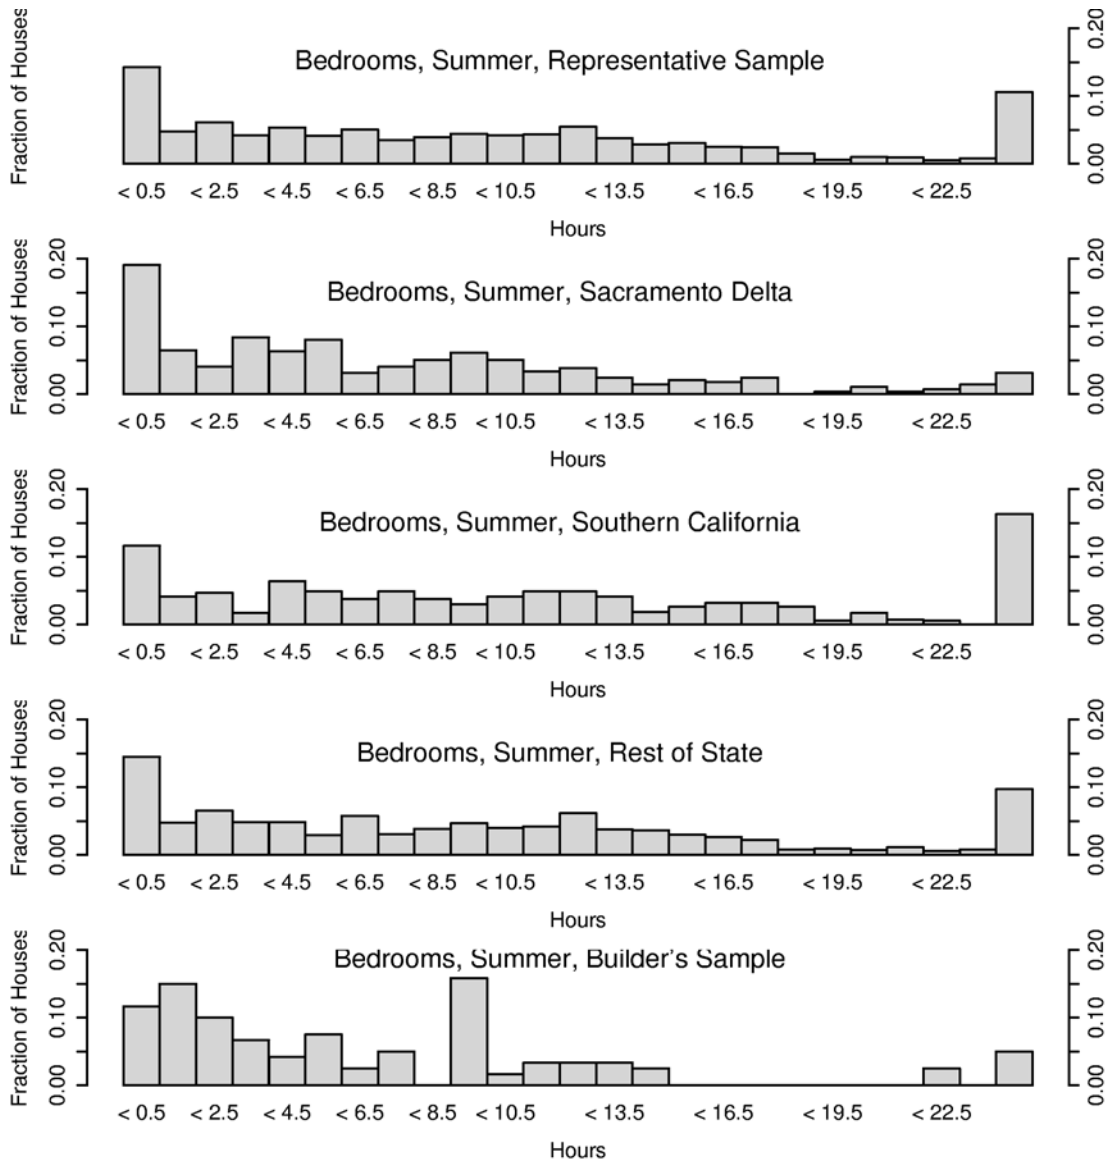 Bedrooms, Summer, Representative Sample
Fraction of Houses
0.00 0.10 0.20
< 0.5 < 2.5 < 4.5 < 6.5 < 8.5 < 10.5 < 13.5 < 16.5 < 19.5 < 22.5
Hours
Bedrooms, Summer, Sacramento Delta
Fraction of Houses
0.00 0.10 0.20
0.00 0.10 0.20
< 0.5 < 2.5 < 4.5 < 6.5 < 8.5 < 10.5 < 13.5 < 16.5 < 19.5 < 22.5
Hours
Bedrooms, Summer, Southern California
Fraction of Houses
0.00 0.10 0.20
0.00 0.10 0.20
< 0.5 < 2.5 < 4.5 < 6.5 < 8.5 < 10.5 < 13.5 < 16.5 < 19.5 < 22.5
Hours
Bedrooms, Summer, Rest of State
Fraction of Houses
0.00 0.10 0.20
0.00 0.10 0.20
< 0.5 < 2.5 < 4.5 < 6.5 < 8.5 < 10.5 < 13.5 < 16.5 < 19.5 < 22.5
Hours
Bedrooms, Summer, Builder's Sample
Fraction of Houses
0.00 0.10 0.20
0.00 0.10 0.20
< 0.5 < 2.5 < 4.5 < 6.5 < 8.5 < 10.5 < 13.5 < 16.5 < 19.5 < 22.5
Hours